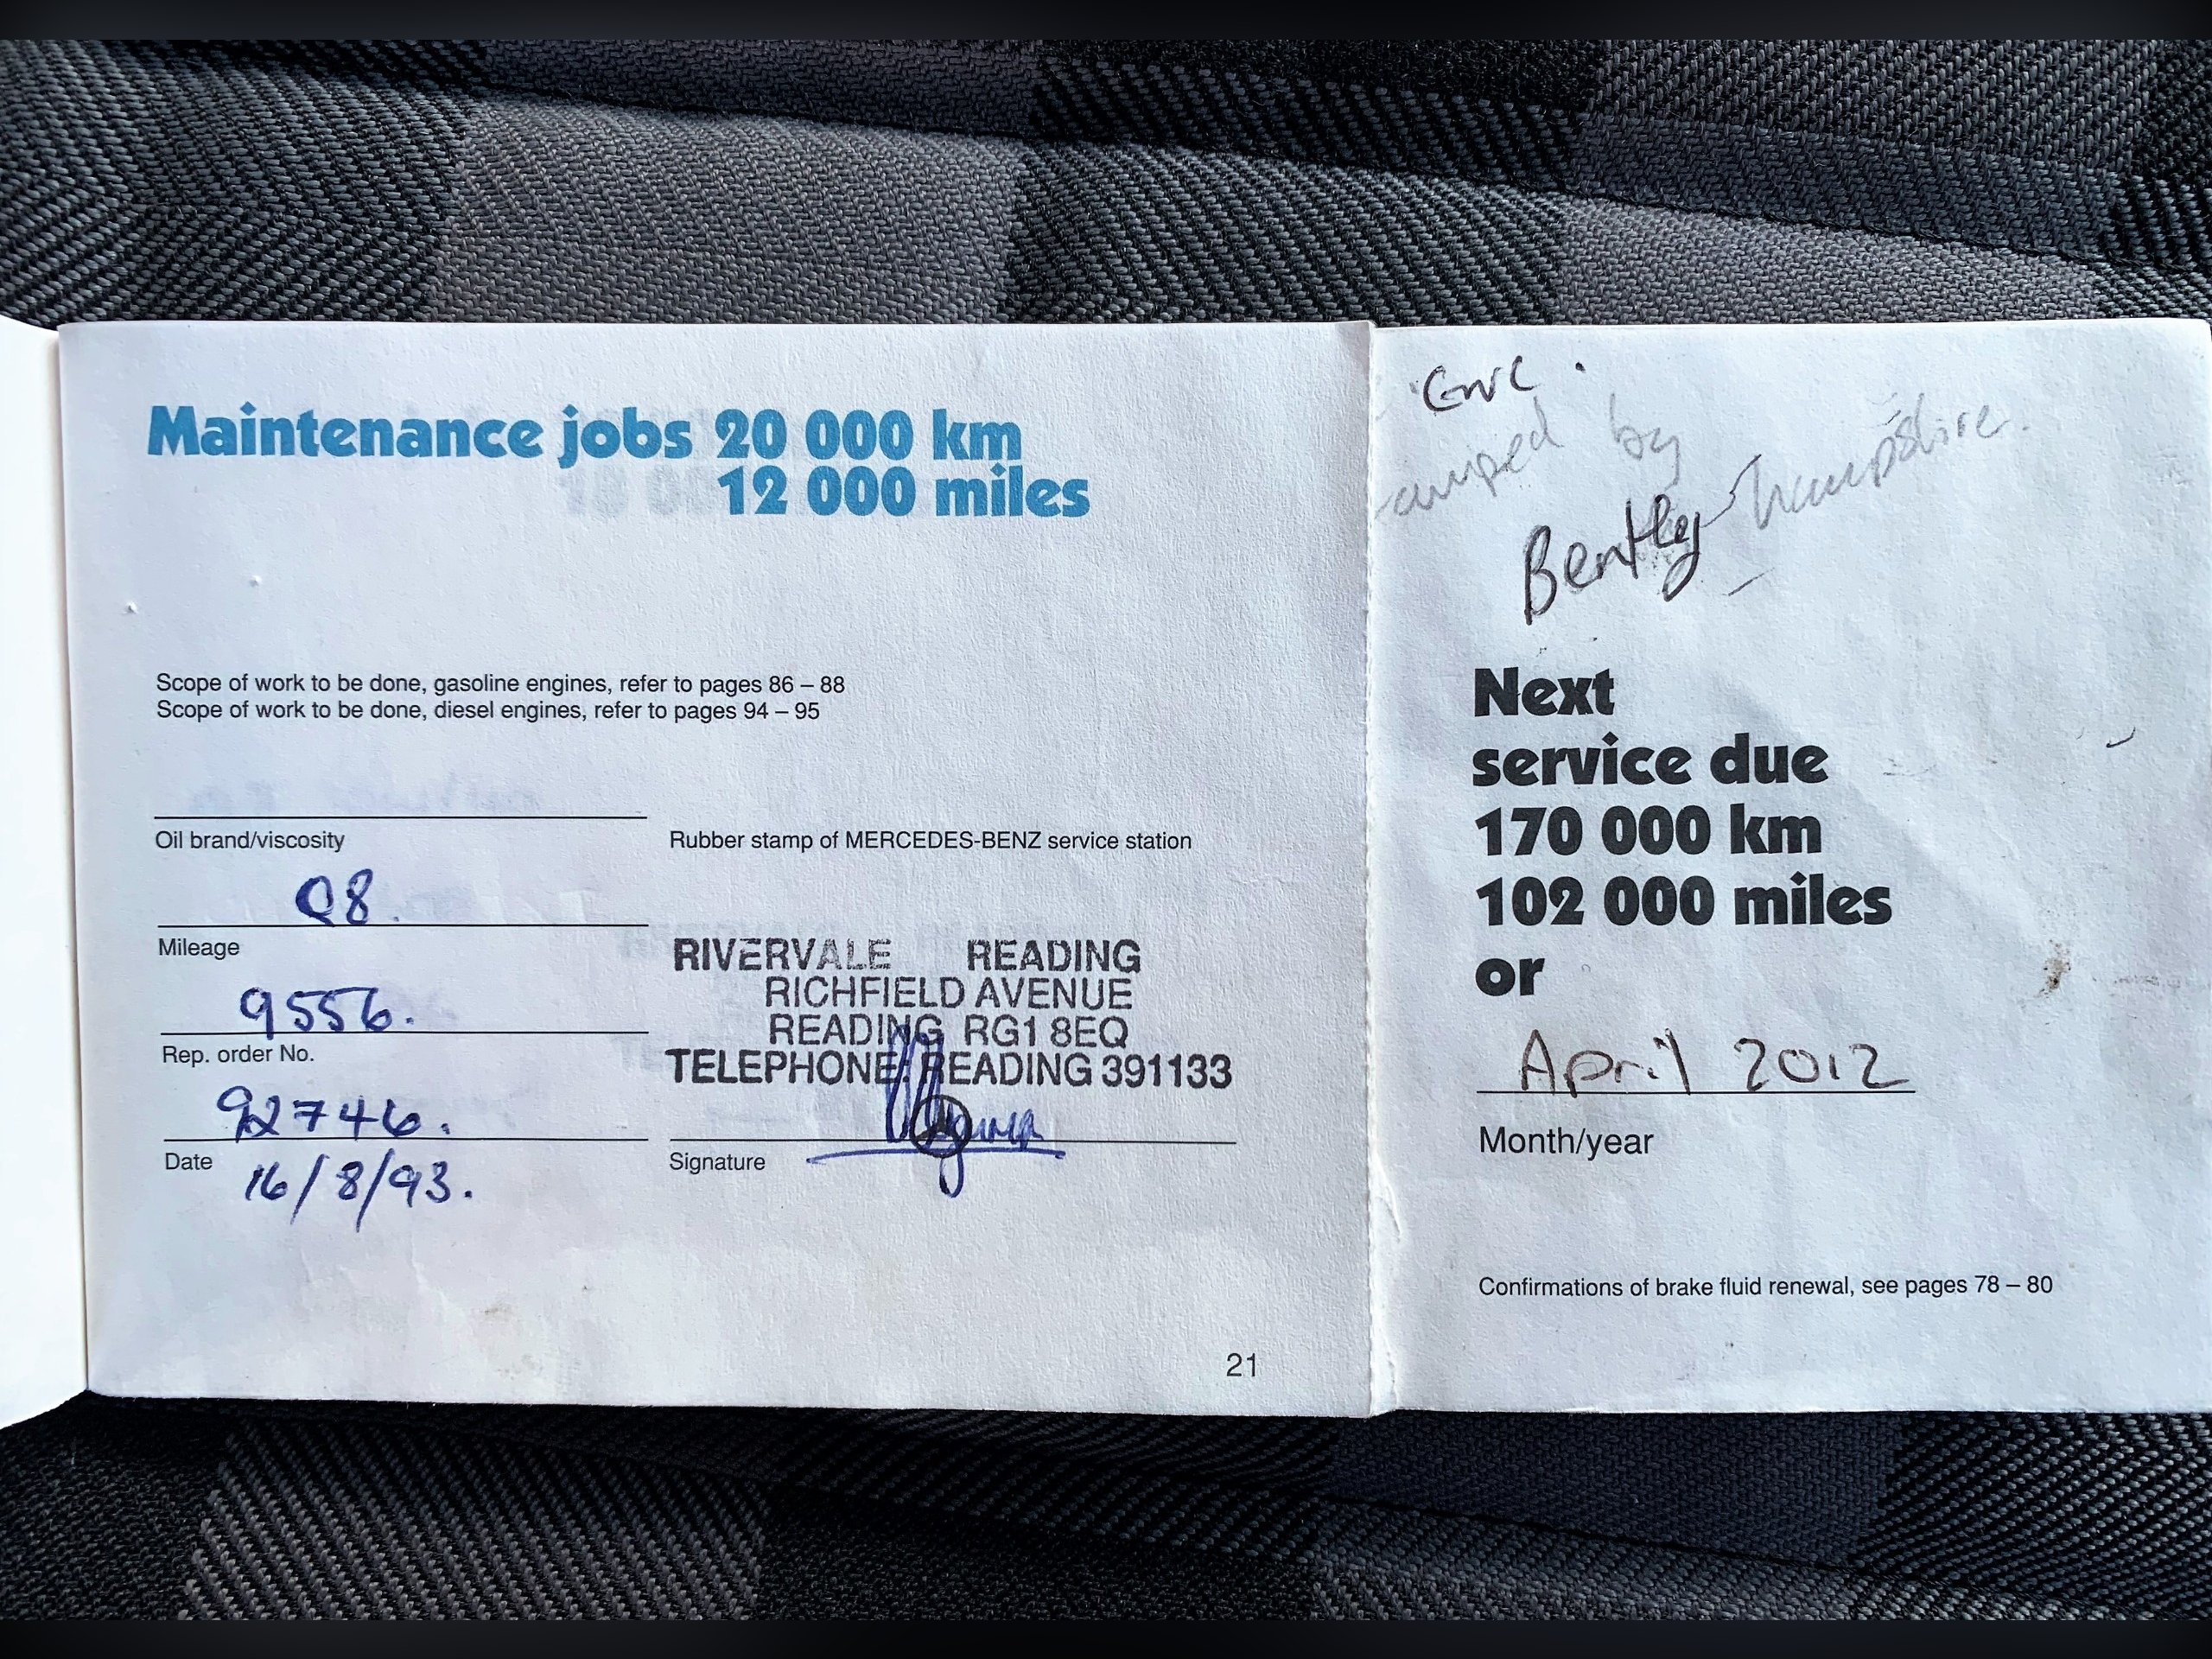 Maintenance jobs 20 000 km
12 000 miles
Scope of work to be done, gasoline engines, refer to pages 86 – 88
Scope of work to be done, diesel engines, refer to pages 94 – 95
Oil brand/viscosity
Q8.
Mileage
9556.
Rep. order No.
92746.
Date
16/8/93.
Rubber stamp of MERCEDES-BENZ service station
RIVERVALE READING
RICHFIELD AVENUE
READING RG1 8EQ
TELEPHONE: READING 391133
Signature
21
by
Bentley Hampshire.
Next
service due
170 000 km
102 000 miles
or
April 2012
Month/year
Confirmations of brake fluid renewal, see pages 78 – 80